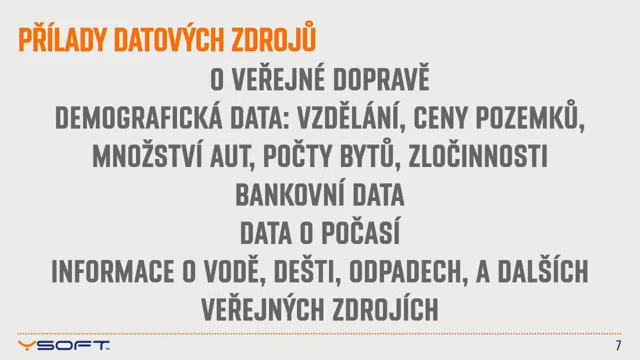 PŘÍLADY DATOVÝCH ZDROJŮ
O VEŘEJNÉ DOPRAVĚ
DEMOGRAFICKÁ DATA: VZDĚLÁNÍ, CENY POZEMKŮ,
MNOŽSTVÍ AUT, POČTY BYTŮ, ZLOČINNOSTI
BANKOVNÍ DATA
DATA O POČASÍ
INFORMACE O VODĚ, DEŠTI, ODPADECH, A DALŠÍCH
VEŘEJNÝCH ZDROJÍCH
YSOFT
7